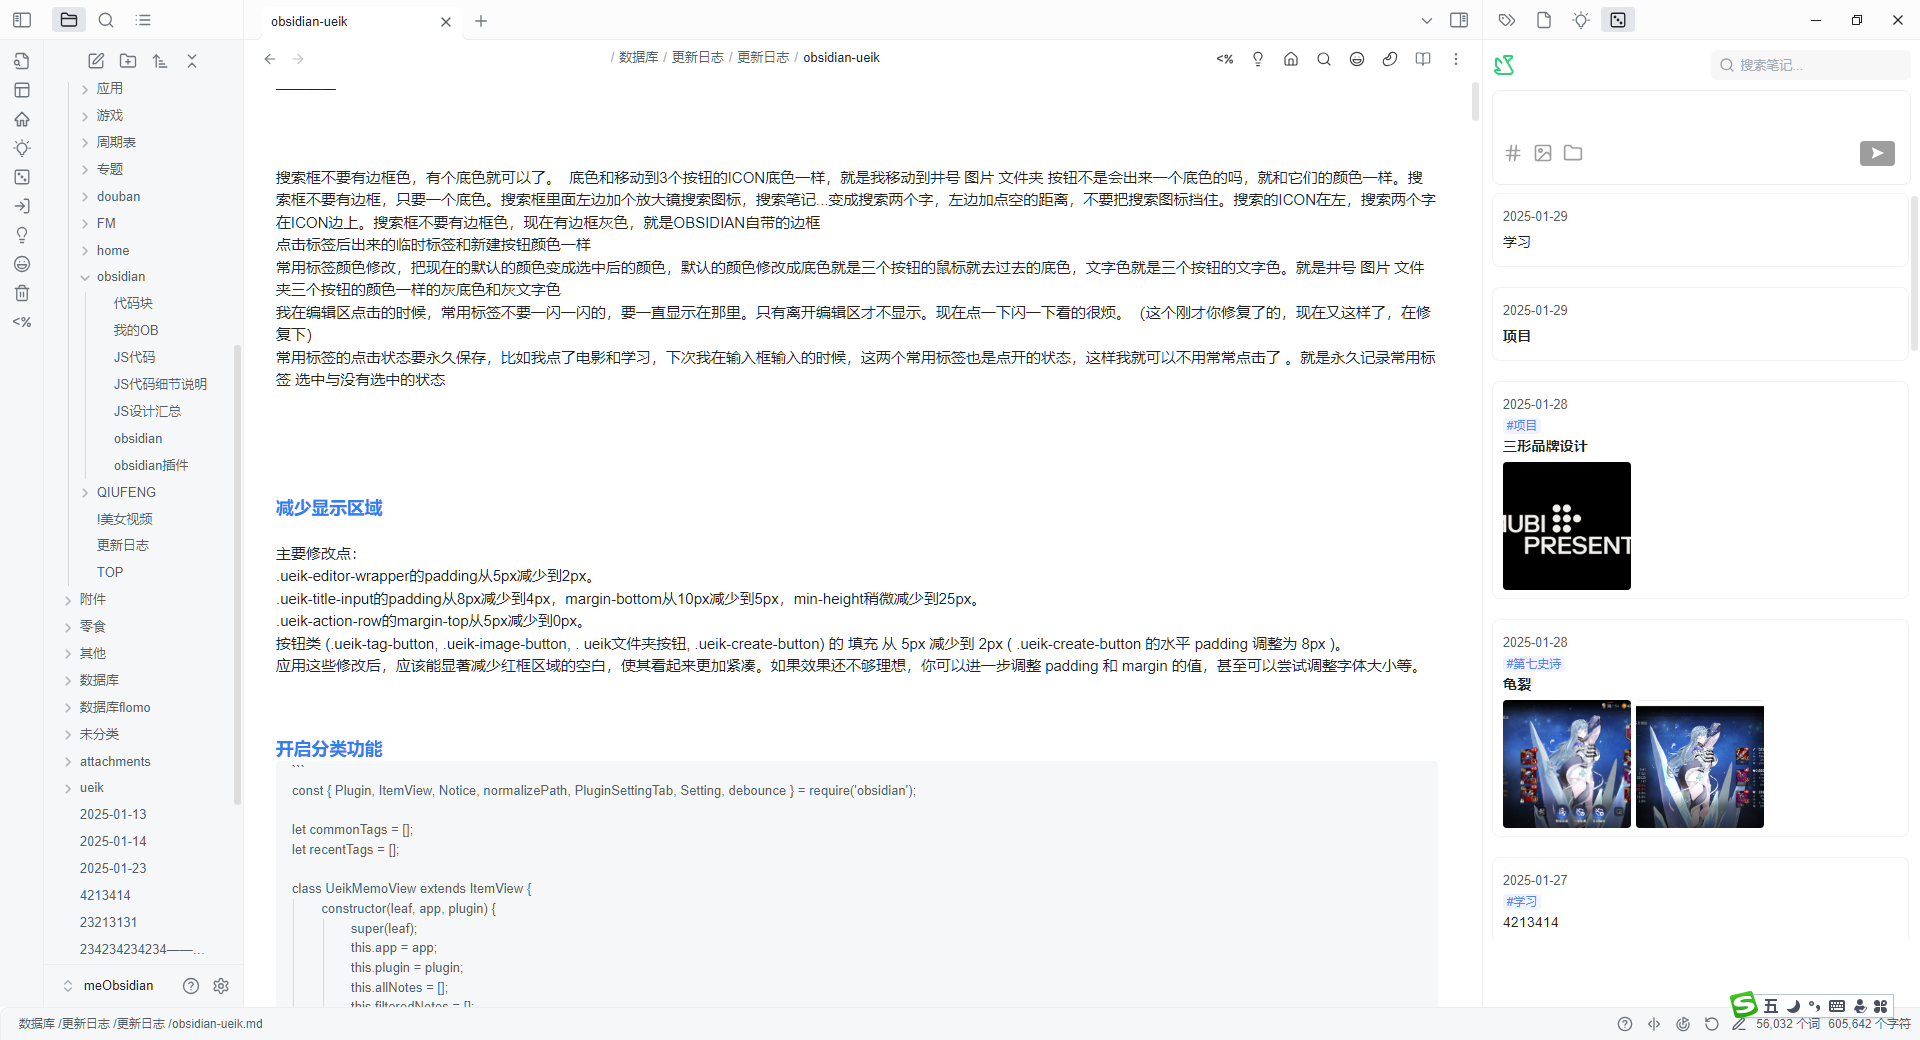 obsidian-ueik
应用
游戏
周期表
专题
douban
FM
home
obsidian
代码块
我的OB
JS代码
JS代码细节说明
JS设计汇总
obsidian
obsidian插件
QIUFENG
!美女视频
更新日志
TOP
附件
零食
其他
数据库
数据库flomo
未分类
attachments
ueik
2025-01-13
2025-01-14
2025-01-23
4213414
23213131
234234234234——...
meObsidian
<%
/ 数据库 / 更新日志 / 更新日志 / obsidian-ueik
<%
————
搜索框不要有边框色，有个底色就可以了。 底色和移动到3个按钮的ICON底色一样，就是我移动到井号 图片 文件夹 按钮不是会出来一个底色的吗，就和它们的颜色一样。搜
索框不要有边框，只要一个底色。搜索框里面左边加个放大镜搜索图标，搜索笔记...变成搜索两个字，左边加点空的距离，不要把搜索图标挡住。搜索的ICON在左，搜索两个字
在ICON边上。搜索框不要有边框色，现在有边框灰色，就是OBSIDIAN自带的边框
点击标签后出来的临时标签和新建按钮颜色一样
常用标签颜色修改，把现在的默认的颜色变成选中后的颜色，默认的颜色修改成底色就是三个按钮的鼠标就去过去的底色，文字色就是三个按钮的文字色。就是井号 图片 文件
夹三个按钮的颜色一样的灰底色和灰文字色
我在编辑区点击的时候，常用标签不要一闪一闪的，要一直显示在那里。只有离开编辑区才不显示。现在点一下闪一下看的很烦。（这个刚才你修复了的，现在又这样了，在修
复下）
常用标签的点击状态要永久保存，比如我点了电影和学习，下次我在输入框输入的时候，这两个常用标签也是点开的状态，这样我就可以不用常常点击了 。就是永久记录常用标
签 选中与没有选中的状态
减少显示区域
主要修改点：
.ueik-editor-wrapper的padding从5px减少到2px。
.ueik-title-input的padding从8px减少到4px，margin-bottom从10px减少到5px，min-height稍微减少到25px。
.ueik-action-row的margin-top从5px减少到0px。
按钮类 (.ueik-tag-button, .ueik-image-button, . ueik文件夹按钮, .ueik-create-button) 的 填充 从 5px 减少到 2px ( .ueik-create-button 的水平 padding 调整为 8px )。
应用这些修改后，应该能显著减少红框区域的空白，使其看起来更加紧凑。如果效果还不够理想，你可以进一步调整 padding 和 margin 的值，甚至可以尝试调整字体大小等。
开启分类功能
```
const { Plugin, ItemView, Notice, normalizePath, PluginSettingTab, Setting, debounce } = require('obsidian');
let commonTags = [];
let recentTags = [];
class UeikMemoView extends ItemView {
constructor(leaf, app, plugin) {
super(leaf);
this.app = app;
this.plugin = plugin;
this.allNotes = [];
this.filteredNotes = [];
搜索笔记...
2025-01-29
学习
2025-01-29
项目
2025-01-28
#项目
三形品牌设计
MUBI
PRESENT
2025-01-28
#第七史诗
龟裂
2025-01-27
#学习
4213414
五
数据库 /更新日志 /更新日志 /obsidian-ueik.md
56,032 个词 605,642 个字符